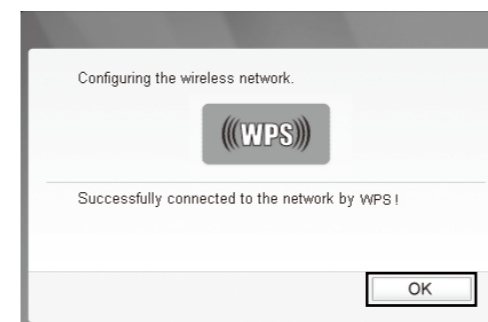 Configuring the wireless network.
(((WPS)))
Successfully connected to the network by WPS!
OK